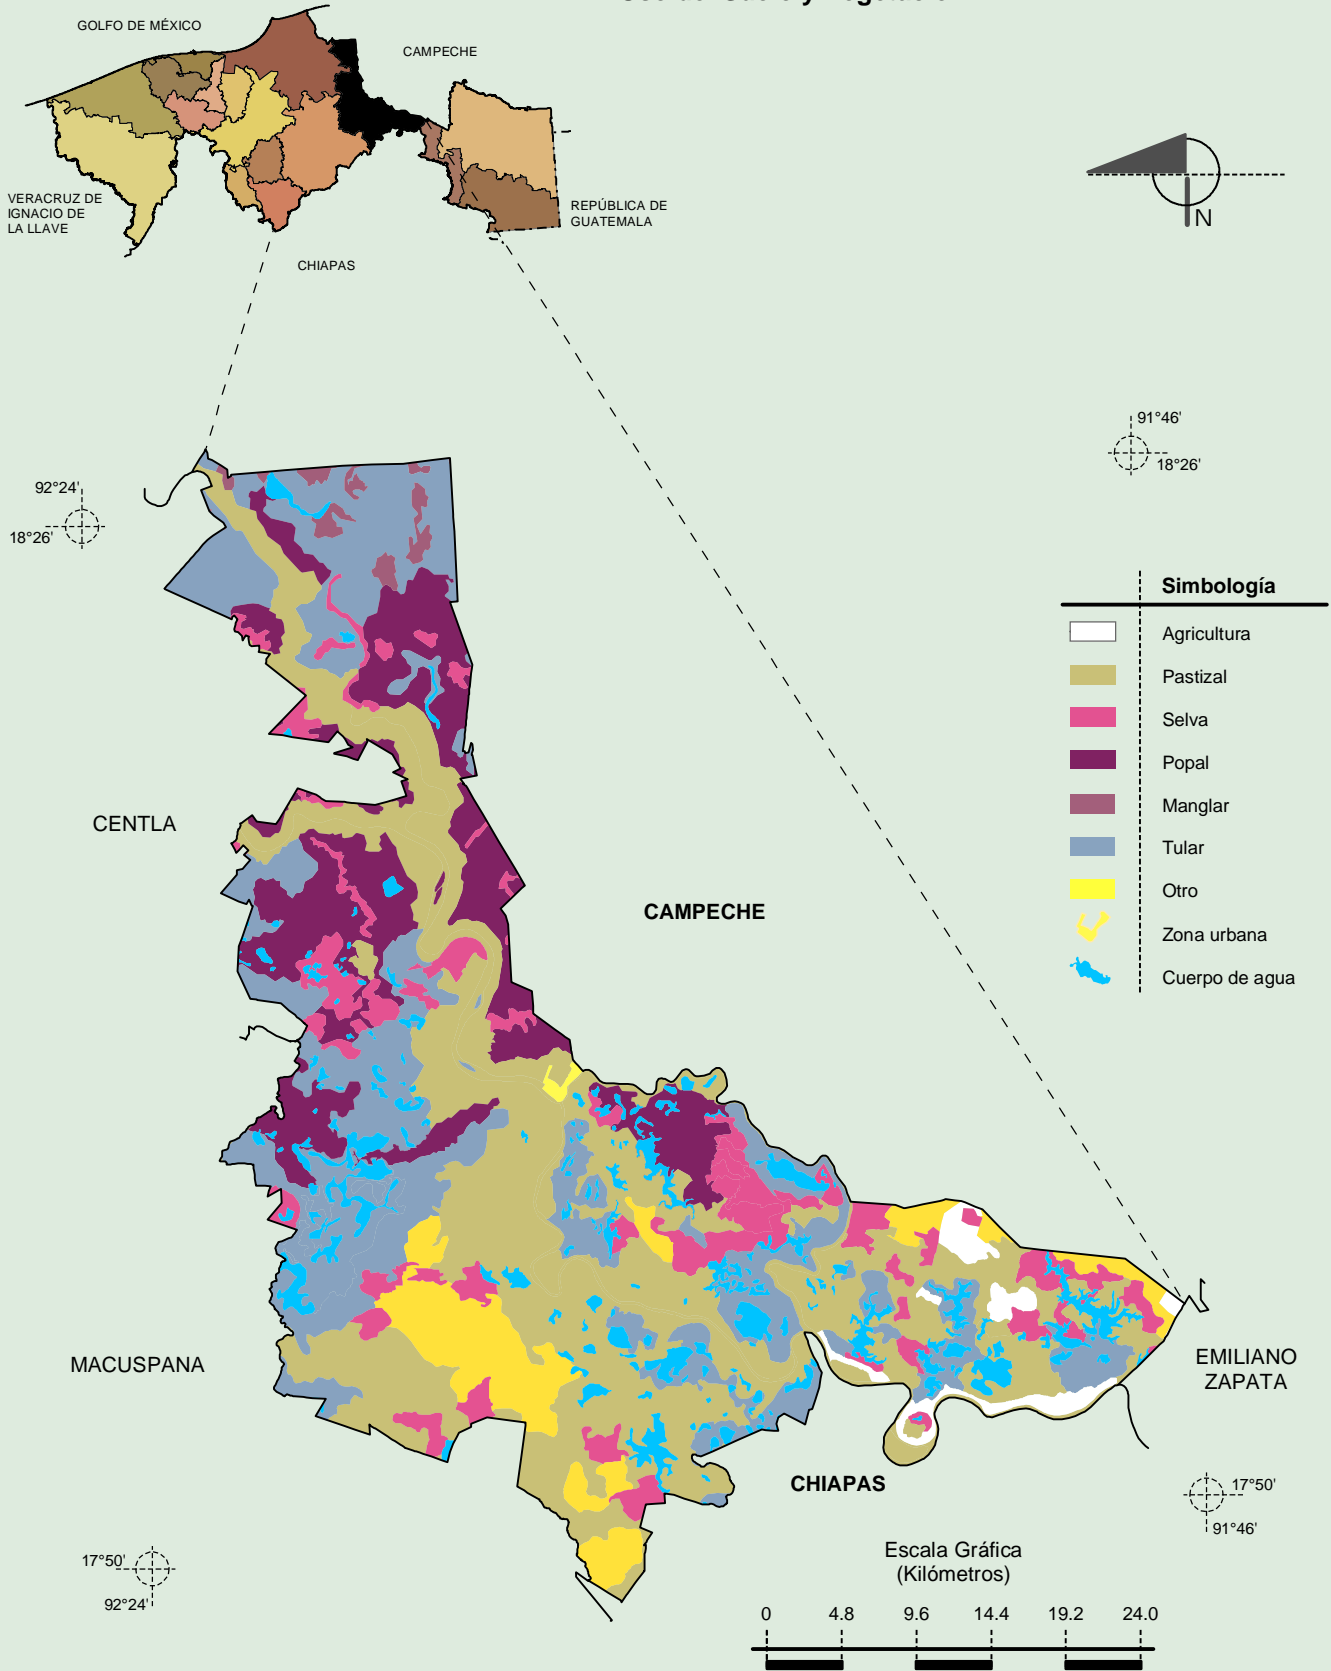 GOLFO DE MÉXICO
CAMPECHE
VERACRUZ DE
IGNACIO DE
LA LLAVE
REPÚBLICA DE
GUATEMALA
CHIAPAS
N
91°46'
18°26'
92°24'
18°26'
Simbología
Agricultura
Pastizal
Selva
Popal
Manglar
Tular
Otro
Zona urbana
Cuerpo de agua
CENTLA
CAMPECHE
MACUSPANA
EMILIANO
ZAPATA
CHIAPAS
17°50'
91°46'
17°50'
92°24'
Escala Gráfica
(Kilómetros)
0 4.8 9.6 14.4 19.2 24.0